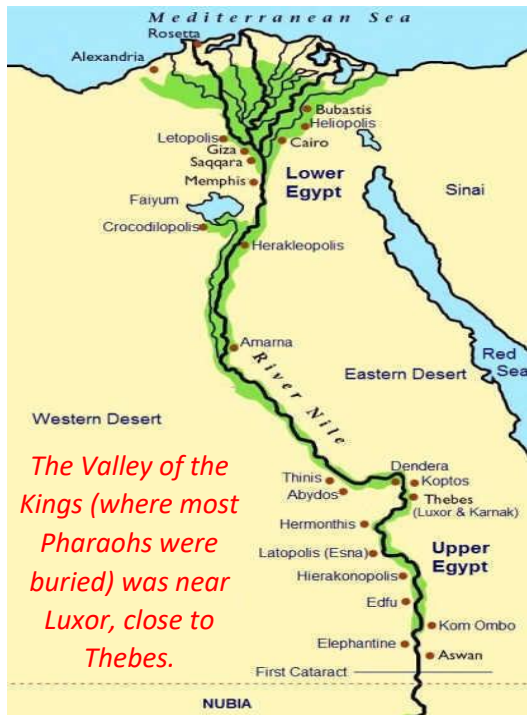 Mediterranean Sea
Rosetta
Alexandria
Bubastis
Heliopolis
Letopolis
Giza
Cairo
Saqqara
Lower
Egypt
Memphis
Sinai
Faiyum
Crocodilopolis
Herakleopolis
Amarna
River Nile
Red
Sea
Eastern Desert
Western Desert
The Valley of the
Kings (where most
Pharaohs were
buried) was near
Luxor, close to
Thebes.
Dendera
Thinis
Koptos
Abydos
Thebes
(Luxor & Karnak)
Hermonthis
Latopolis (Esna)
Upper
Egypt
Hierakonopolis
Edfu
Kom Ombo
Elephantine
Aswan
First Cataract
NUBIA